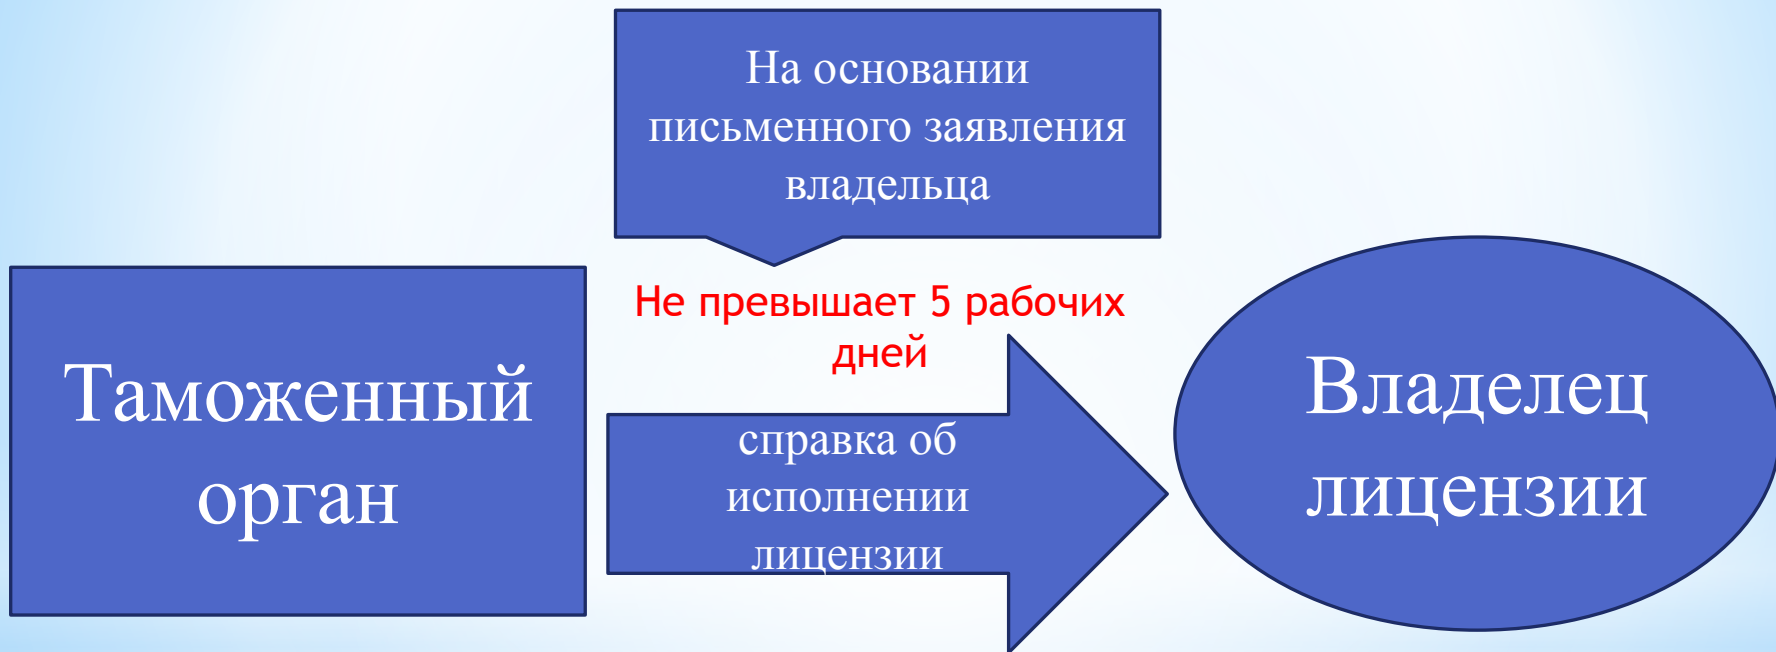 На основании
письменного заявления
владельца
Не превышает 5 рабочих
дней
Таможенный
орган
справка об
исполнении
лицензии
Владелец
лицензии